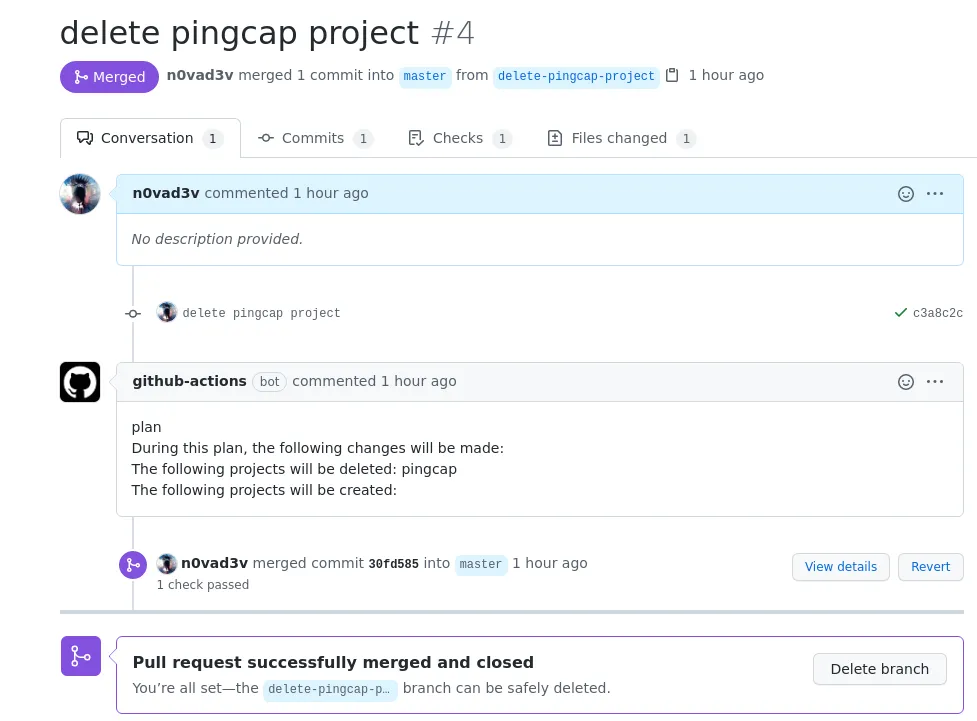 delete pingcap project #4
Merged n0vad3v merged 1 commit into master from delete-pingcap-project 1 hour ago
Conversation 1 Commits 1 Checks 1 Files changed 1
n0vad3v commented 1 hour ago
No description provided.
delete pingcap project c3a8c2c
github-actions bot commented 1 hour ago
plan
During this plan, the following changes will be made:
The following projects will be deleted: pingcap
The following projects will be created:
n0vad3v merged commit 30fd585 into master 1 hour ago View details Revert
1 check passed
Pull request successfully merged and closed
You’re all set—the delete-pingcap-p… branch can be safely deleted. Delete branch